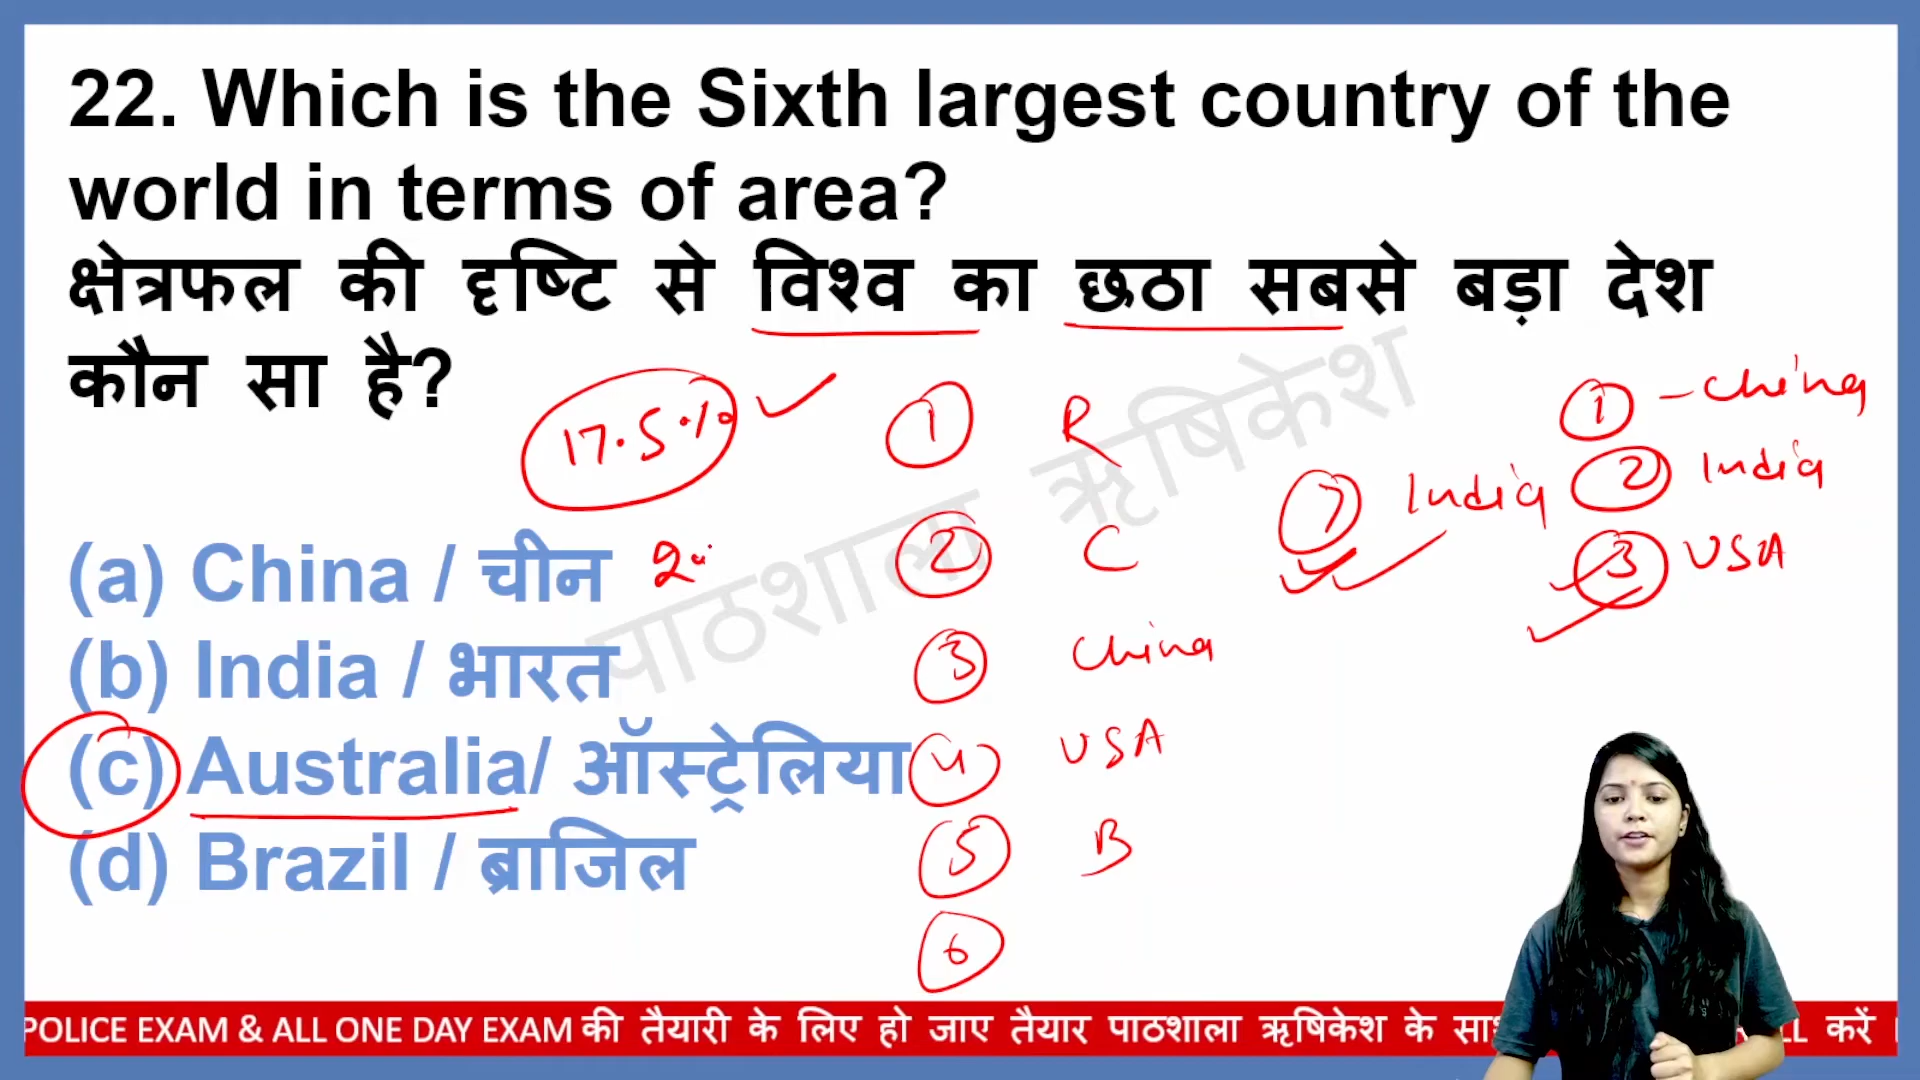 22. Which is the Sixth largest country of the
world in terms of area?
क्षेत्रफल की दृष्टि से विश्व का छठा सबसे बड़ा देश
कौन सा है?
17.5%
1 R
2 C
3 China
4 USA
5 B
6
7 India
1 - China
2 India
3 USA
(a) China / चीन
(b) India / भारत
(c) Australia/ ऑस्ट्रेलिया
(d) Brazil / ब्राजिल
पाठशाला ऋषिकेश
POLICE EXAM & ALL ONE DAY EXAM की तैयारी के लिए हो जाए तैयार पाठशाला ऋषिकेश के करें